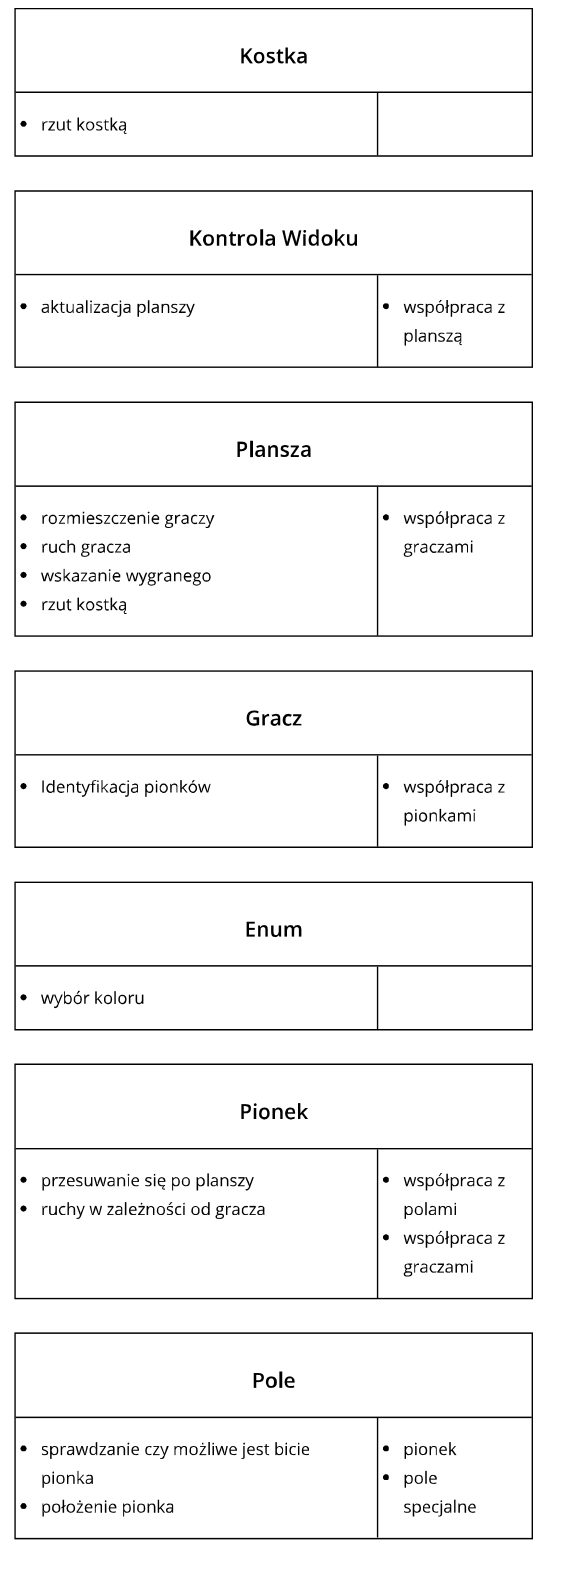 Kostka
• rzut kostką
Kontrola Widoku
• aktualizacja planszy
• współpraca z
planszą
Plansza
• rozmieszczenie graczy
• ruch gracza
• wskazanie wygranego
• rzut kostką
• współpraca z
graczami
Gracz
• Identyfikacja pionków
• współpraca z
pionkami
Enum
• wybór koloru
Pionek
• przesuwanie się po planszy
• ruchy w zależności od gracza
• współpraca z
polami
• współpraca z
graczami
Pole
• sprawdzanie czy możliwe jest bicie
pionka
• położenie pionka
• pionek
• pole
specjalne